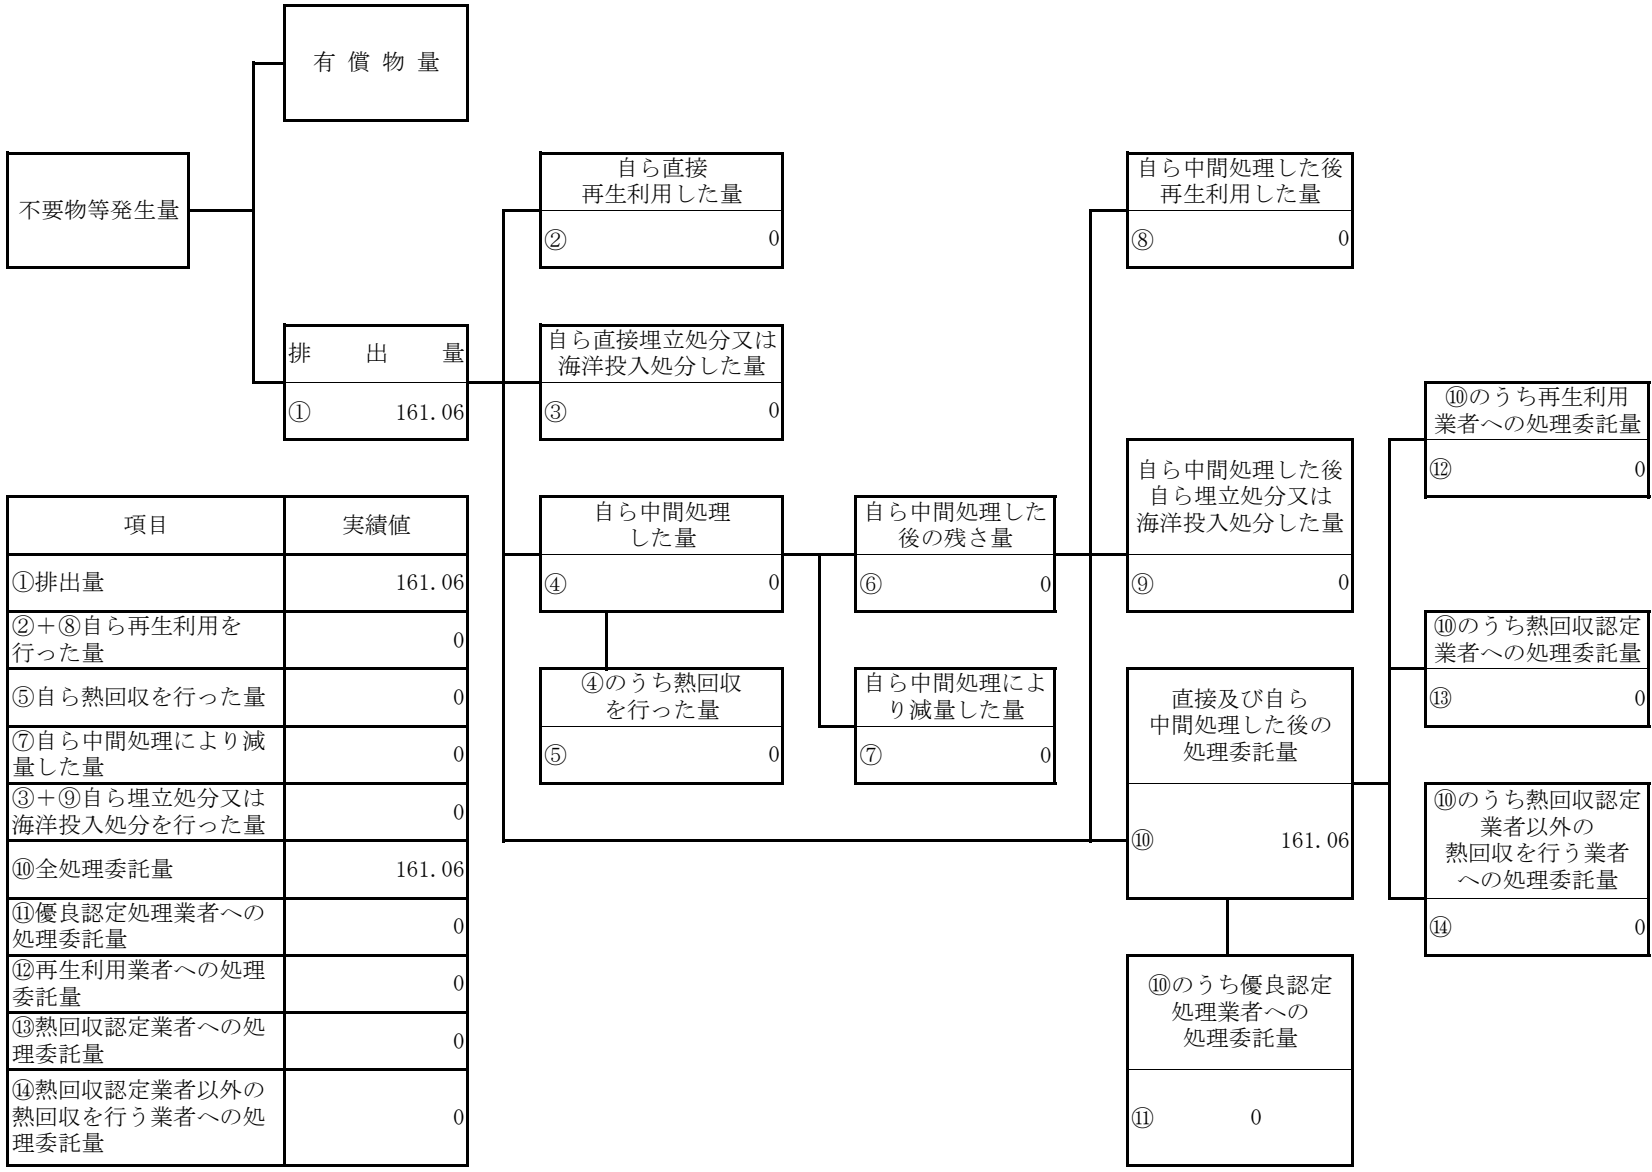 有償物量
不要物等発生量
排出量
① 161.06
自ら直接
再生利用した量
② 0
自ら直接埋立処分又は
海洋投入処分した量
③ 0
自ら中間処理
した量
④ 0
④のうち熱回収
を行った量
⑤ 0
自ら中間処理した
後の残さ量
⑥ 0
自ら中間処理によ
り減量した量
⑦ 0
自ら中間処理した後
再生利用した量
⑧ 0
自ら中間処理した後
自ら埋立処分又は
海洋投入処分した量
⑨ 0
直接及び自ら
中間処理した後の
処理委託量
⑩ 161.06
⑩のうち優良認定
処理業者への
処理委託量
⑪ 0
⑩のうち再生利用
業者への処理委託量
⑫ 0
⑩のうち熱回収認定
業者への処理委託量
⑬ 0
⑩のうち熱回収認定
業者以外の
熱回収を行う業者
への処理委託量
⑭ 0
項目 実績値
①排出量 161.06
②＋⑧自ら再生利用を
行った量 0
⑤自ら熱回収を行った量 0
⑦自ら中間処理により減
量した量 0
③＋⑨自ら埋立処分又は
海洋投入処分を行った量 0
⑩全処理委託量 161.06
⑪優良認定処理業者への
処理委託量 0
⑫再生利用業者への処理
委託量 0
⑬熱回収認定業者への処
理委託量 0
⑭熱回収認定業者以外の
熱回収を行う業者への処
理委託量 0